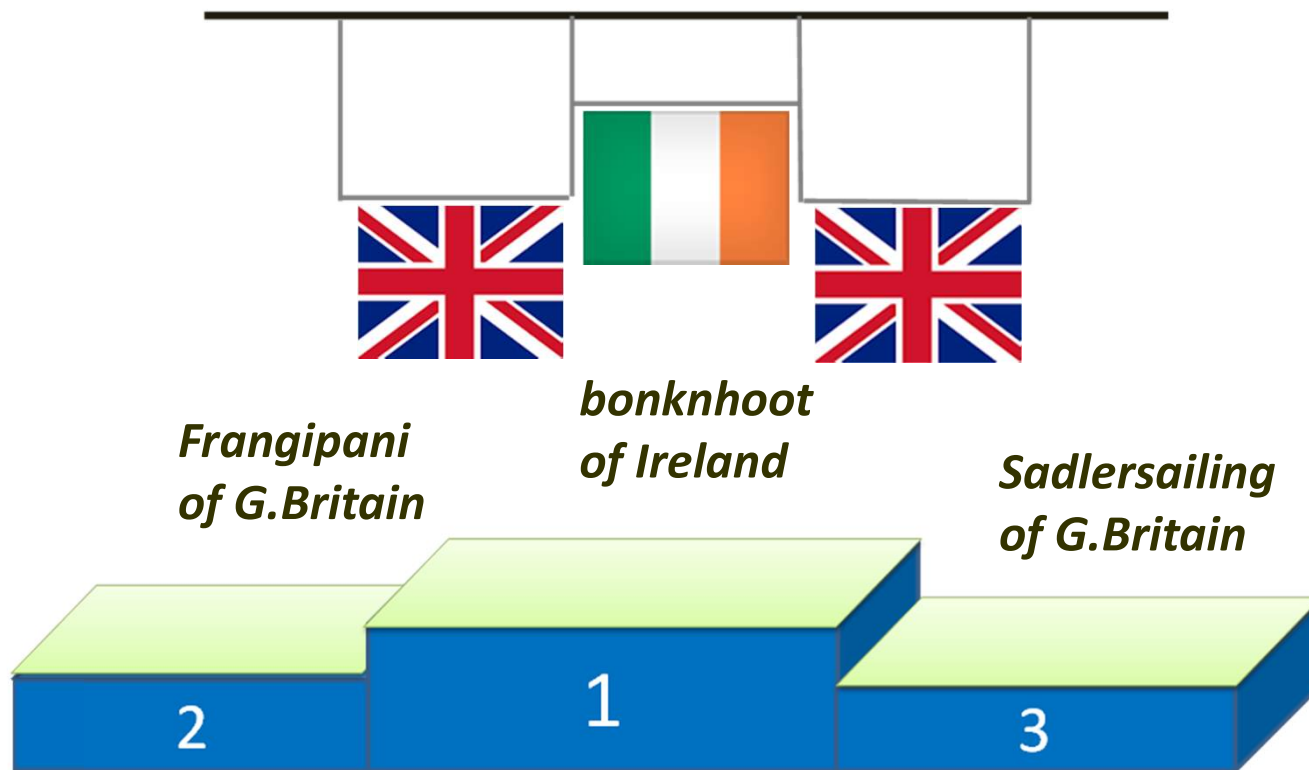 bonknhoot
of Ireland
Frangipani
of G.Britain
Sadlersailing
of G.Britain
2
1
3